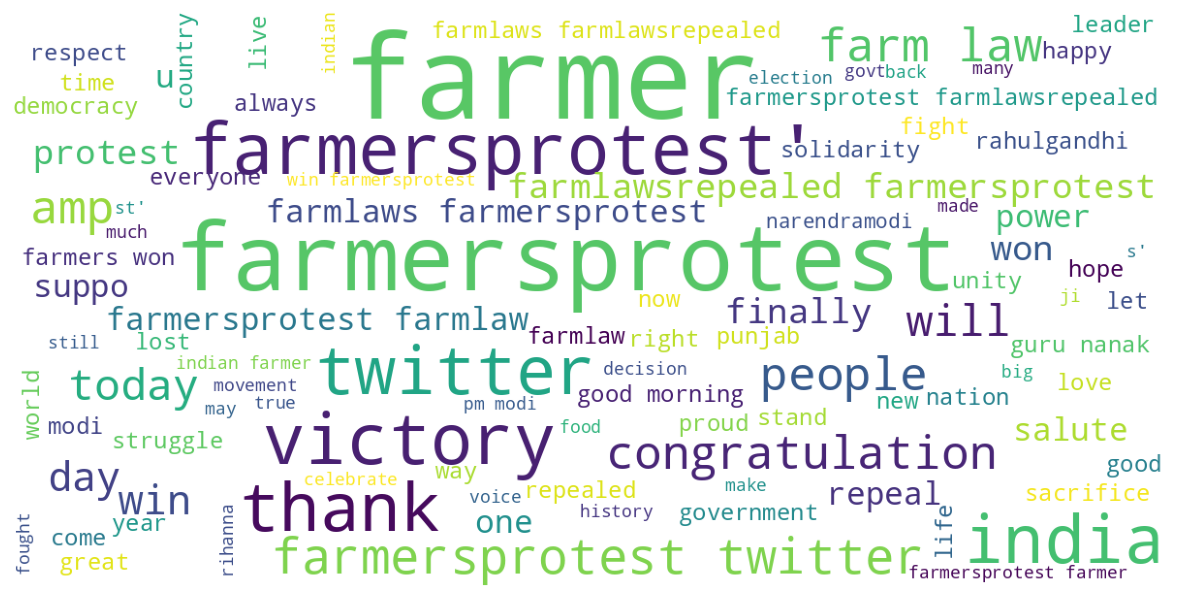 farmlaws farmlawsrepealed
leader
respect
country
live
indian
farmer
farm law
happy
time
u
election
govt
back
many
democracy
always
farmersprotest farmlawsrepealed
fight
rahulgandhi
protest
farmersprotest'
solidarity
everyone
win farmersprotest
farmlawsrepealed farmersprotest
amp
st'
much
farmlaws farmersprotest
narendramodi
made
power
farmers won
farmersprotest
won
s'
suppo
hope
unity
ji
let
now
farmersprotest farmlaw
finally
will
still
lost
farmlaw
right
punjab
guru nanak
indian farmer
twitter
decision
people
big
world
today
movement
good morning
new
nation
love
may
true
pm modi
modi
struggle
victory
food
proud
stand
salute
congratulation
day
celebrate
way
good
win
thank
voice
repealed
make
repeal
sacrifice
fought
come
year
rihanna
one
history
government
life
india
great
farmersprotest twitter
farmersprotest farmer